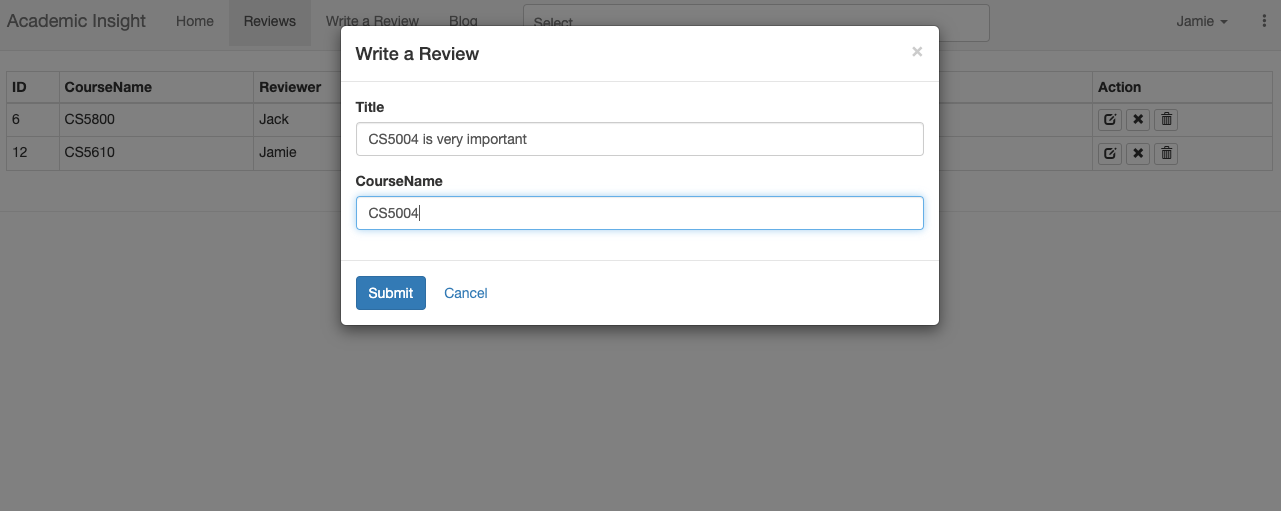 Academic Insight Home Reviews Write a Review Blog Select Jamie
Write a Review ×
ID CourseName Reviewer Action
Title
6 CS5800 Jack
CS5004 is very important
12 CS5610 Jamie
CourseName
CS5004
Submit Cancel